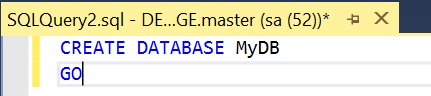 SQLQuery2.sql - DE...GE.master (sa (52))*
CREATE DATABASE MyDB
GO